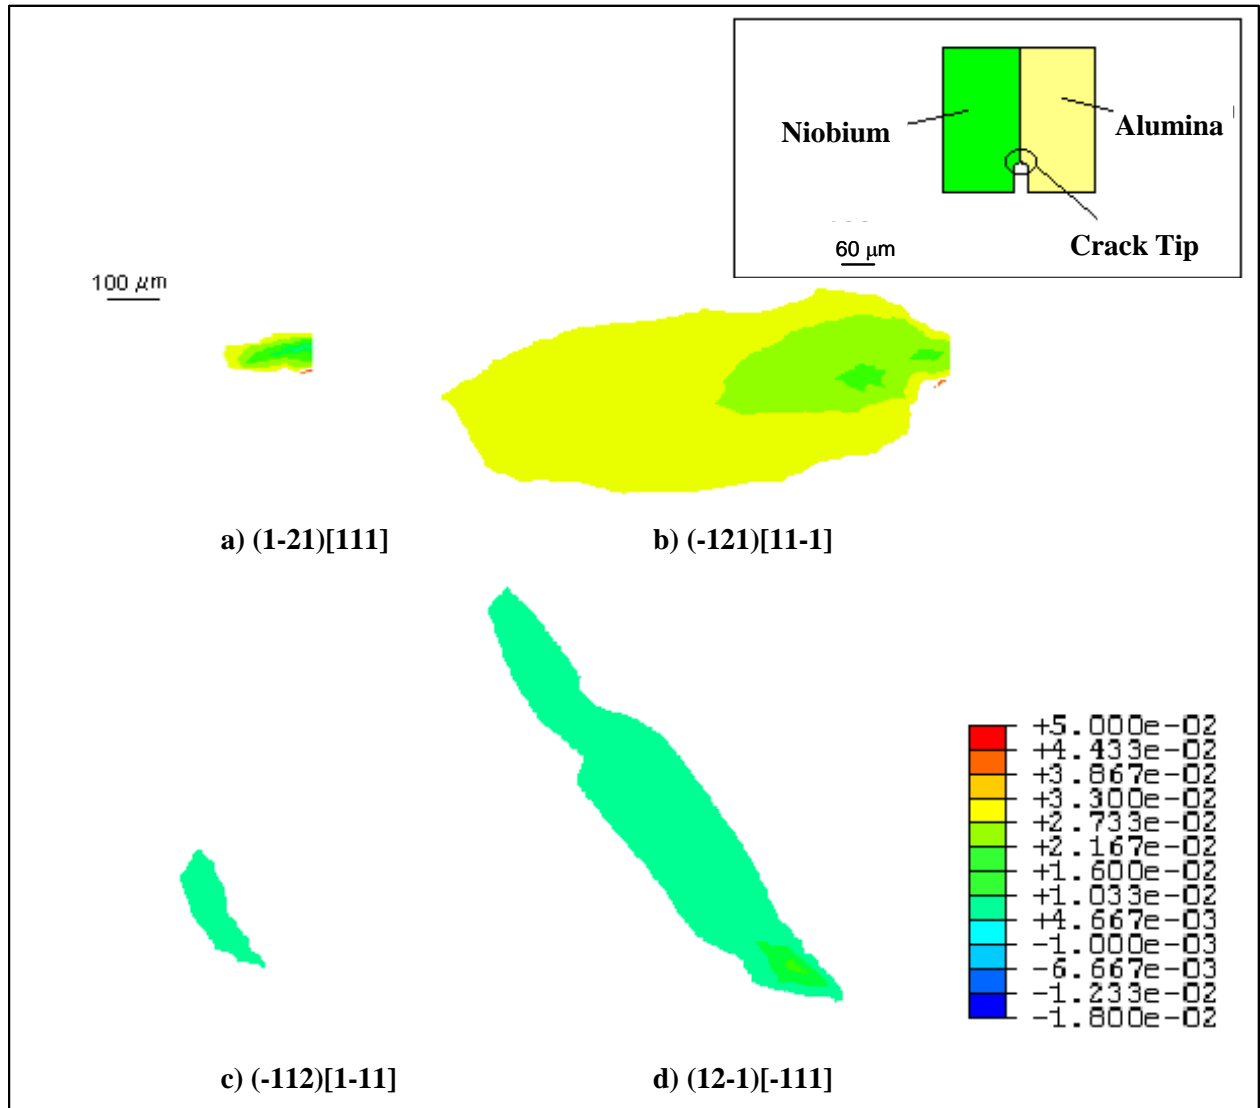 Niobium
Alumina
Crack Tip
60 μm
100 μm
a) (1-21)[111]
b) (-121)[11-1]
c) (-112)[1-11]
d) (12-1)[-111]
+5.000e-02
+4.433e-02
+3.867e-02
+3.300e-02
+2.733e-02
+2.167e-02
+1.600e-02
+1.033e-02
+4.667e-03
-1.000e-03
-6.667e-03
-1.233e-02
-1.800e-02